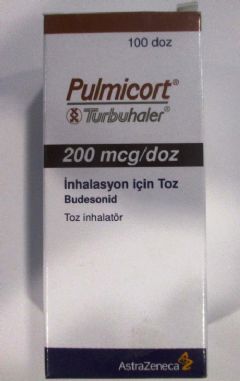 100 doz
Pulmicort®
Turbuhaler®
200 mcg/doz
İnhalasyon için Toz
Budesonid
Toz inhalatör
AstraZeneca